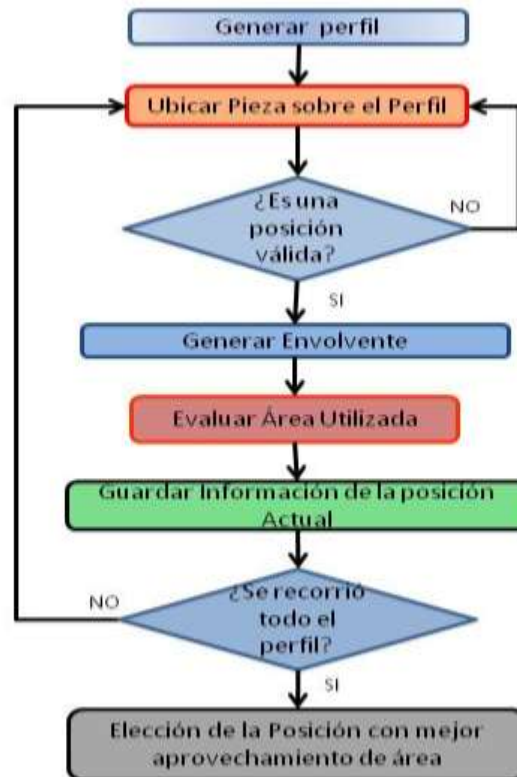 Generar perfil
Ubicar Pieza sobre el Perfil
¿Es una
posición
válida?
NO
SI
Generar Envolvente
Evaluar Área Utilizada
Guardar Información de la posición
Actual
¿Se recorrió
todo el
perfil?
NO
SI
Elección de la Posición con mejor
aprovechamiento de área